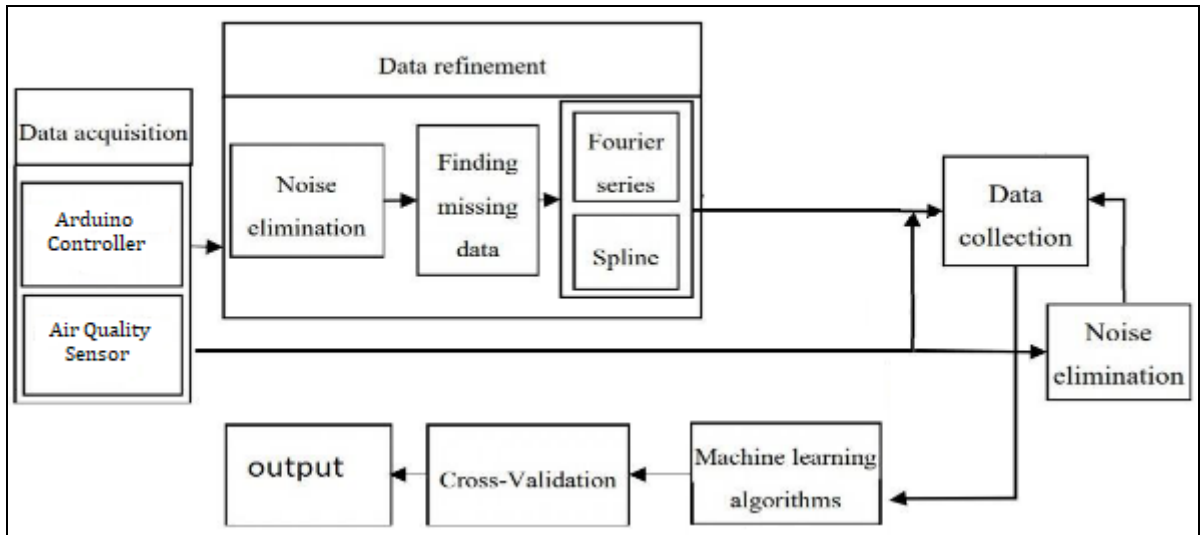 Data refinement
Data acquisition
Arduino
Controller
Air Quality
Sensor
Noise
elimination
Finding
missing
data
Fourier
series
Spline
Data
collection
Noise
elimination
Machine learning
algorithms
Cross-Validation
output